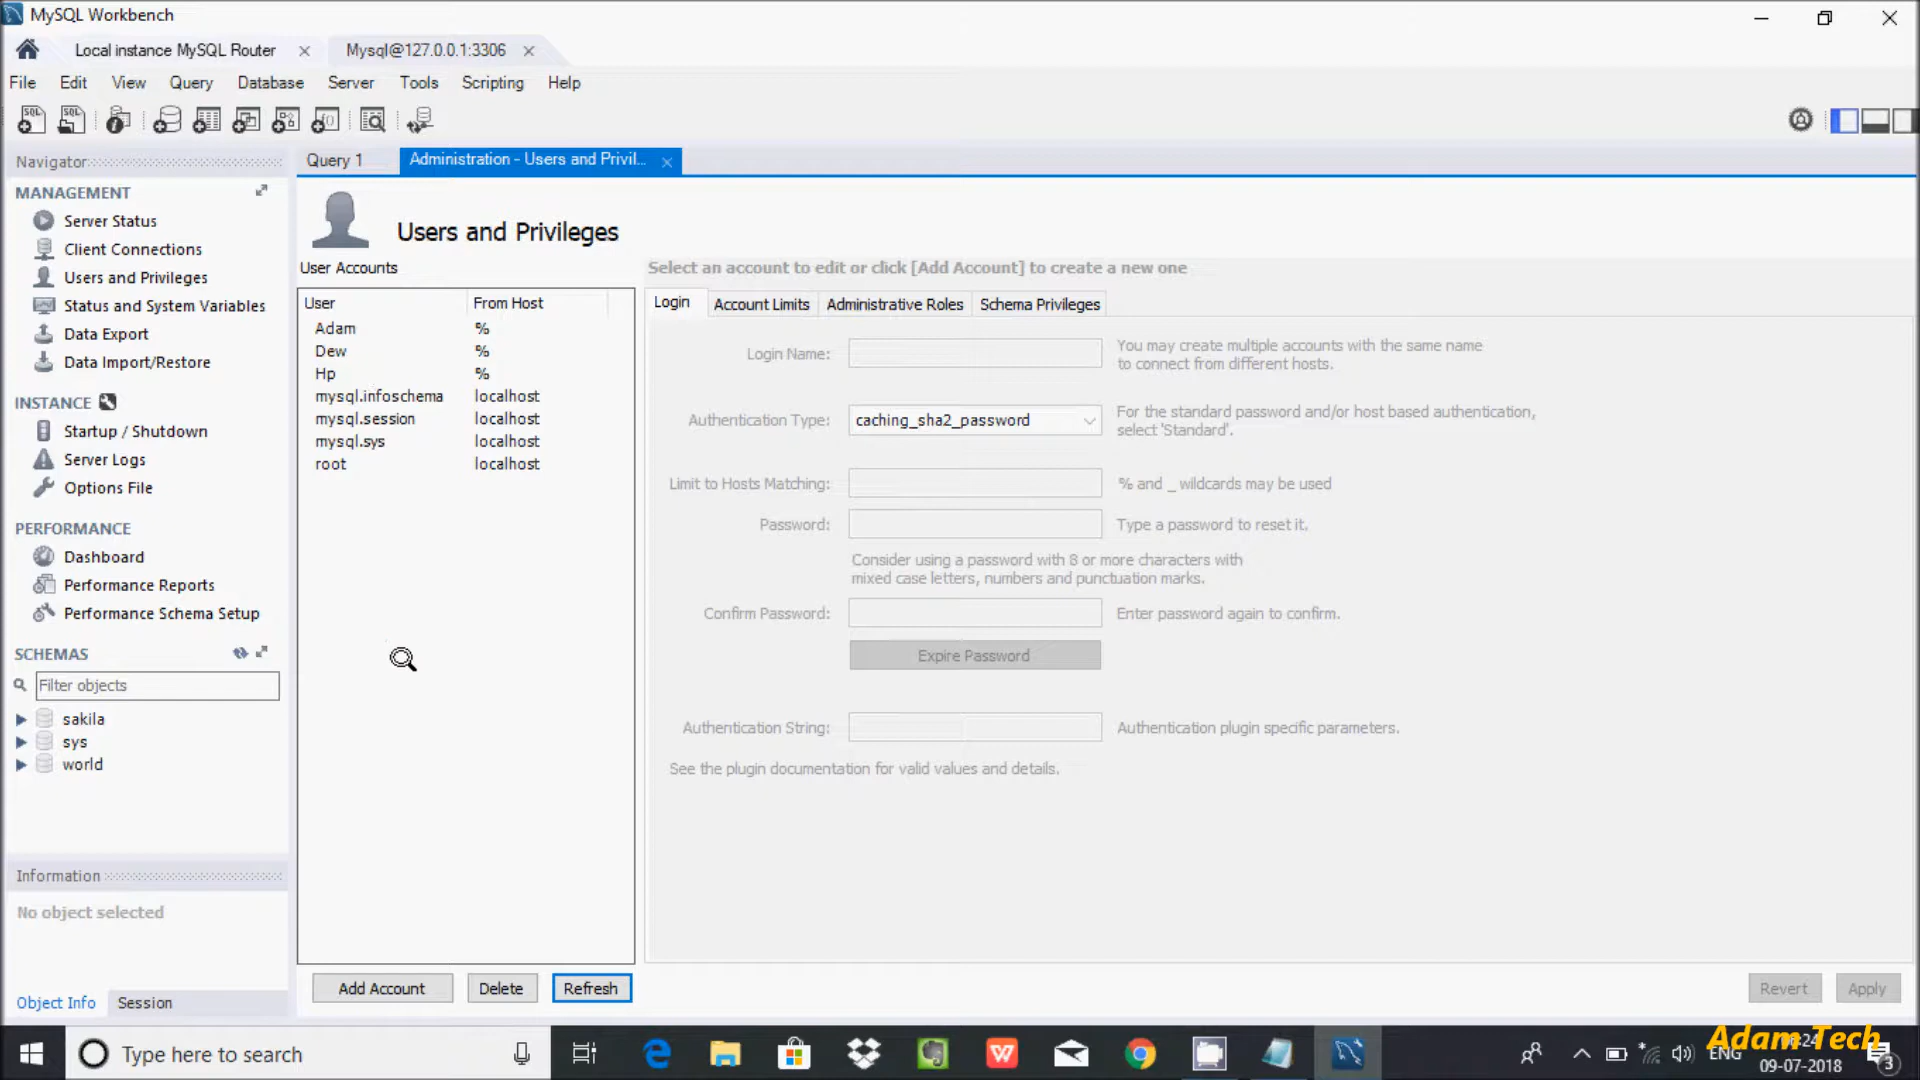 MySQL Workbench
Local instance MySQL Router
Mysql@127.0.0.1:3306
File Edit View Query Database Server Tools Scripting Help
Navigator
MANAGEMENT
Server Status
Client Connections
Users and Privileges
Status and System Variables
Data Export
Data Import/Restore
INSTANCE
Startup / Shutdown
Server Logs
Options File
PERFORMANCE
Dashboard
Performance Reports
Performance Schema Setup
SCHEMAS
Filter objects
sakila
sys
world
Information
No object selected
Object Info Session
Query 1
Administration - Users and Privil...
Users and Privileges
User Accounts
User From Host
Adam %
Dew %
Hp %
mysql.infoschema localhost
mysql.session localhost
mysql.sys localhost
root localhost
Add Account Delete Refresh
Select an account to edit or click [Add Account] to create a new one
Login Account Limits Administrative Roles Schema Privileges
Login Name:
You may create multiple accounts with the same name
to connect from different hosts.
Authentication Type: caching_sha2_password
For the standard password and/or host based authentication,
select 'Standard'.
Limit to Hosts Matching: % and _ wildcards may be used
Password: Type a password to reset it.
Consider using a password with 8 or more characters with
mixed case letters, numbers and punctuation marks.
Confirm Password: Enter password again to confirm.
Expire Password
Authentication String: Authentication plugin specific parameters.
See the plugin documentation for valid values and details.
Revert Apply
Type here to search
Adam Tech
ENG
09-07-2018
3